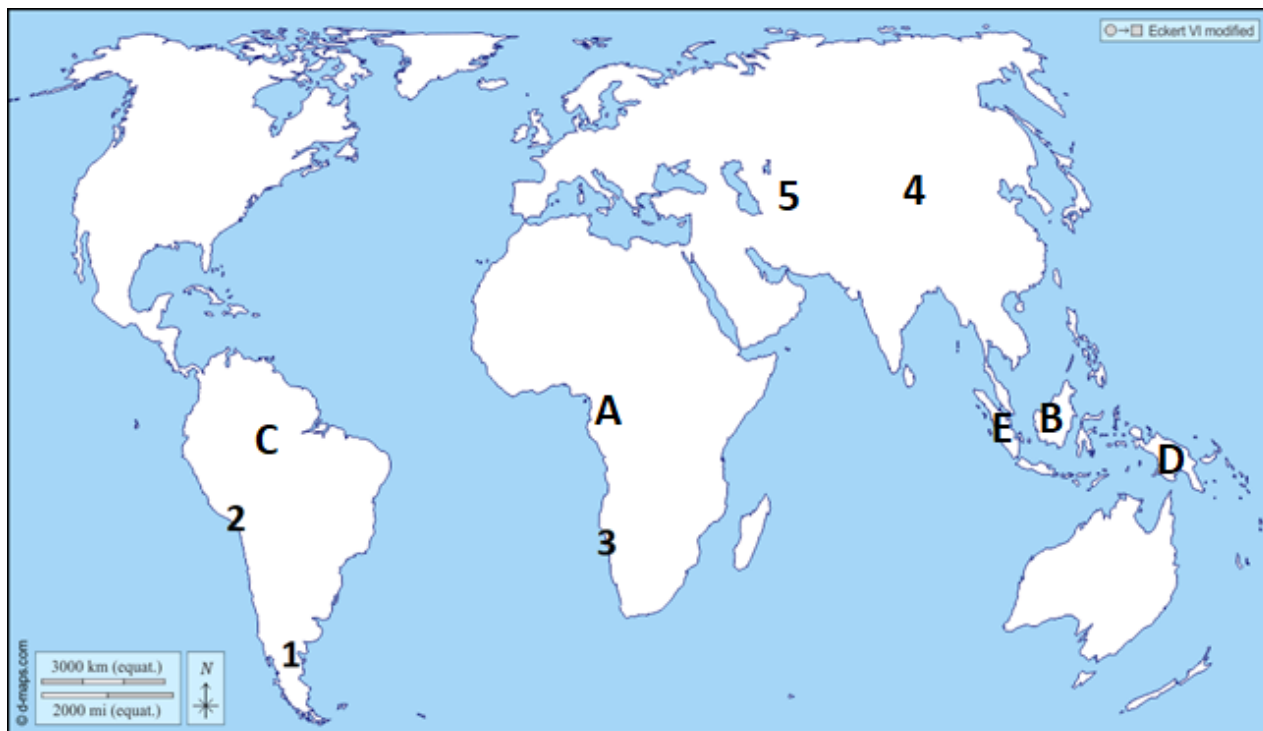 Eckert VI modified
5
4
A
B
E
C
D
2
3
1
3000 km (equat.)
2000 mi (equat.)
N
© d-maps.com